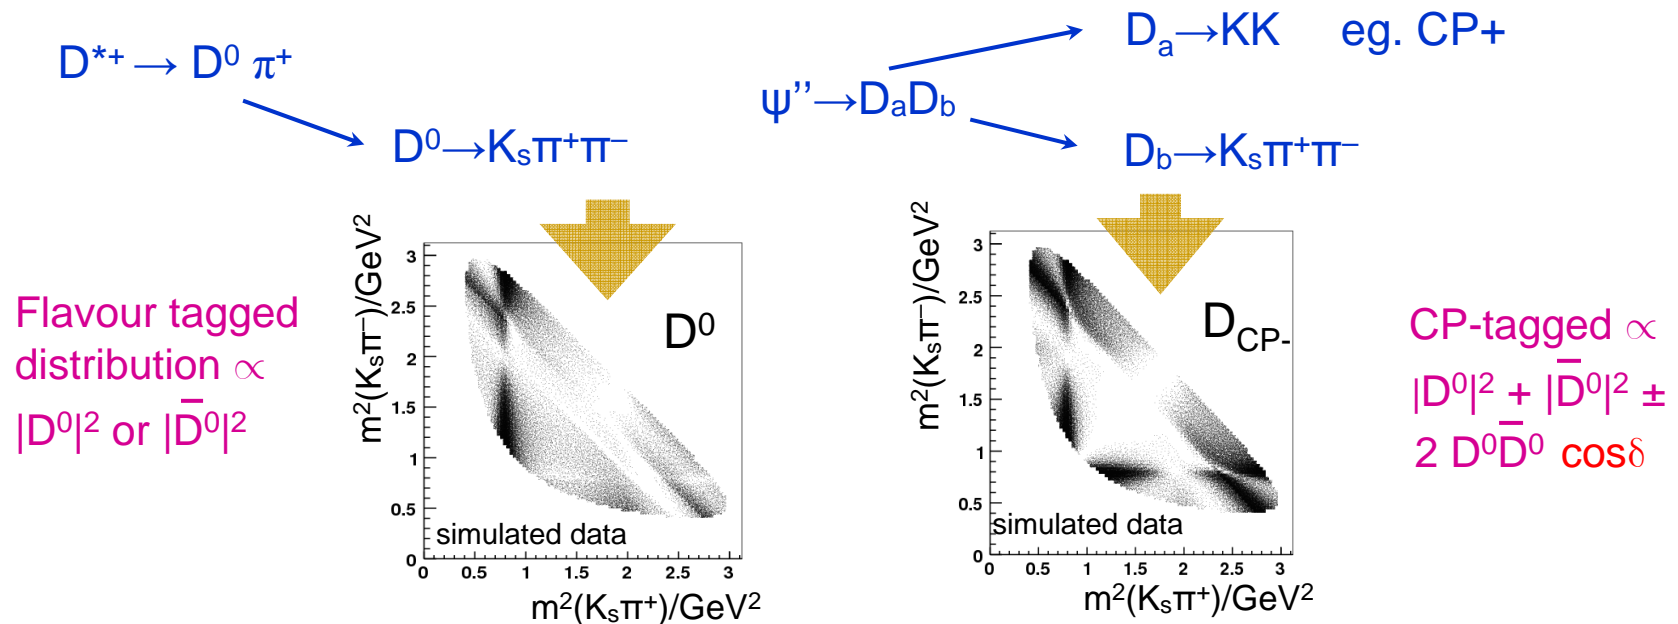 D*+ → D⁰ π⁺
D⁰→Ksπ⁺π⁻
Flavour tagged
distribution ∝
|D⁰|² or |D̅⁰|²
m²(Ksπ⁻)/GeV²
3
2.5
2
1.5
1
0.5
0
D⁰
simulated data
0 0.5 1 1.5 2 2.5 3
m²(Ksπ⁺)/GeV²
Da→KK eg. CP+
ψ’’→DaDb
Db→Ksπ⁺π⁻
m²(Ksπ⁻)/GeV²
3
2.5
2
1.5
1
0.5
0
DCP-
simulated data
0 0.5 1 1.5 2 2.5 3
m²(Ksπ⁺)/GeV²
CP-tagged ∝
|D⁰|² + |D̅⁰|² ±
2 D⁰D̅⁰ cosδ